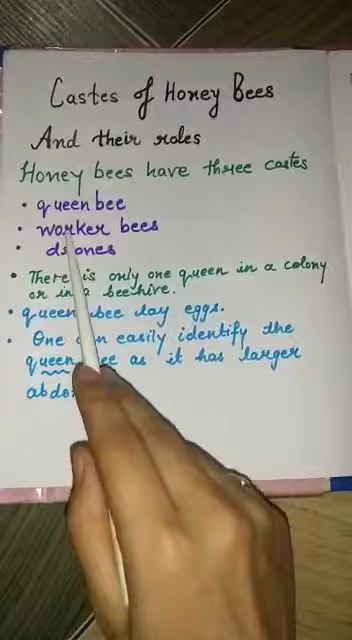 Castes of Honey Bees
And their roles
Honey bees have three castes
• queen bee
• worker bees
• drones
• There is only one queen in a colony
or in a beehive.
• queen bee lay eggs.
• One can easily identify the
queen bee as it has larger
abdo